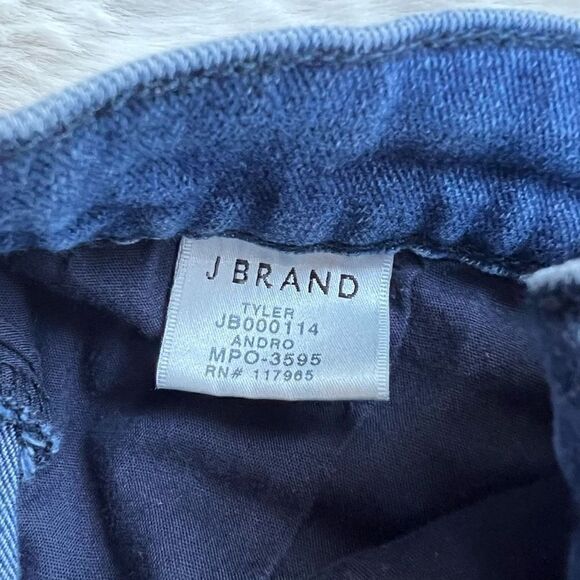 J BRAND
TYLER
JB000114
ANDRO
MPO-3595
RN# 117965